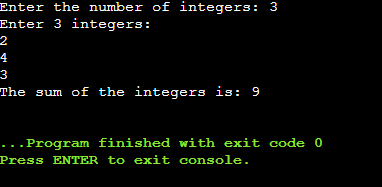 Enter the number of integers: 3
Enter 3 integers:
2
4
3
The sum of the integers is: 9
...Program finished with exit code 0
Press ENTER to exit console.